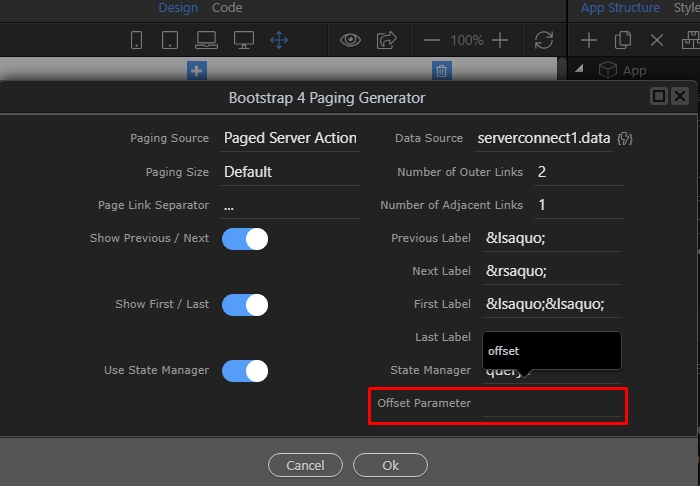 Design Code
App Structure Style
100%
App
Bootstrap 4 Paging Generator
Paging Source Paged Server Action
Data Source serverconnect1.data
Paging Size Default
Number of Outer Links 2
Page Link Separator ...
Number of Adjacent Links 1
Show Previous / Next
Previous Label &lsaquo;
Next Label &rsaquo;
Show First / Last
First Label &lsaquo;&lsaquo;
Last Label
offset
Use State Manager
State Manager
Offset Parameter
Cancel Ok